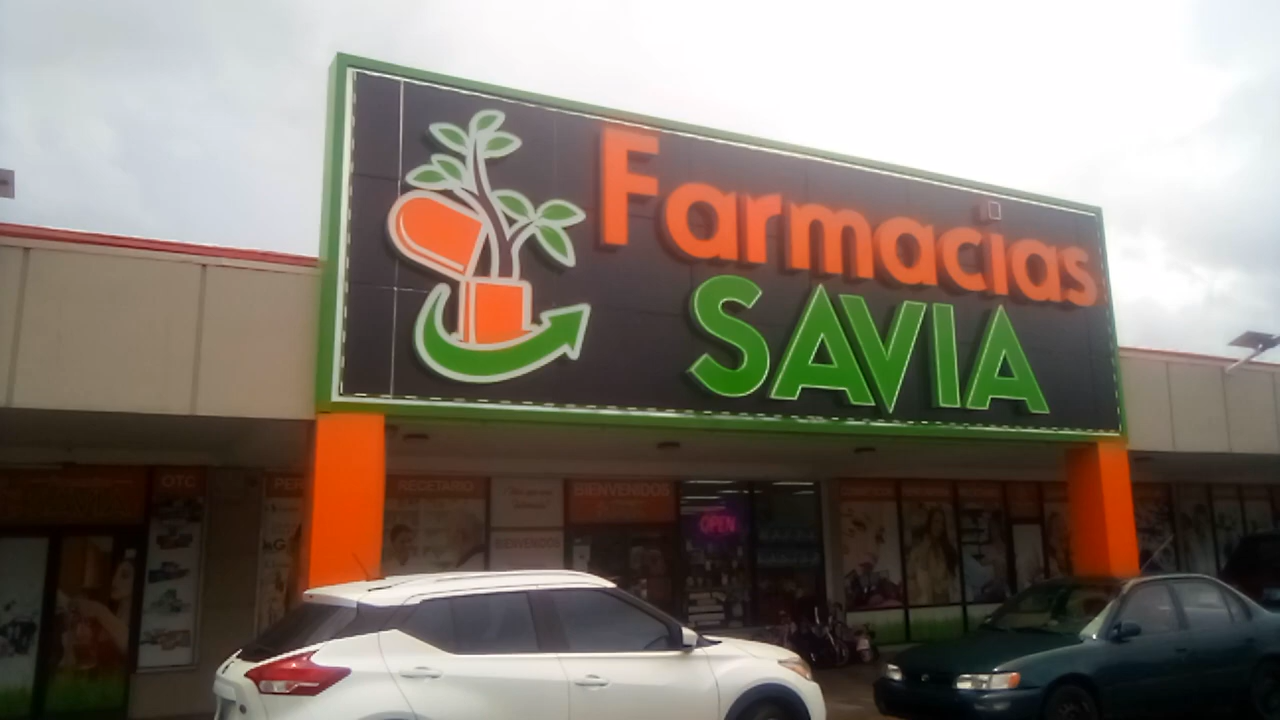 Farmacias
SAVIA
OTC
RECETARIO
BIENVENIDOS
BIENVENIDOS
OPEN